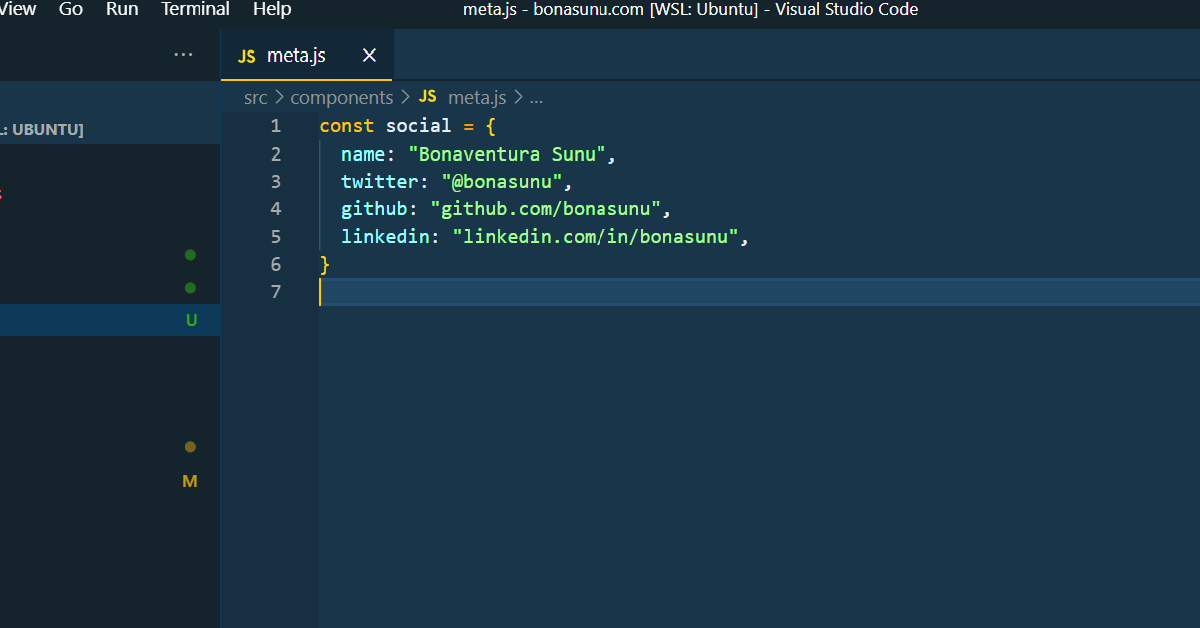 View Go Run Terminal Help meta.js - bonasunu.com [WSL: Ubuntu] - Visual Studio Code
... JS meta.js ×
src > components > JS meta.js > ...
L: UBUNTU]
1 const social = {
2 name: "Bonaventura Sunu",
3 twitter: "@bonasunu",
4 github: "github.com/bonasunu",
5 linkedin: "linkedin.com/in/bonasunu",
6 }
7
U
M